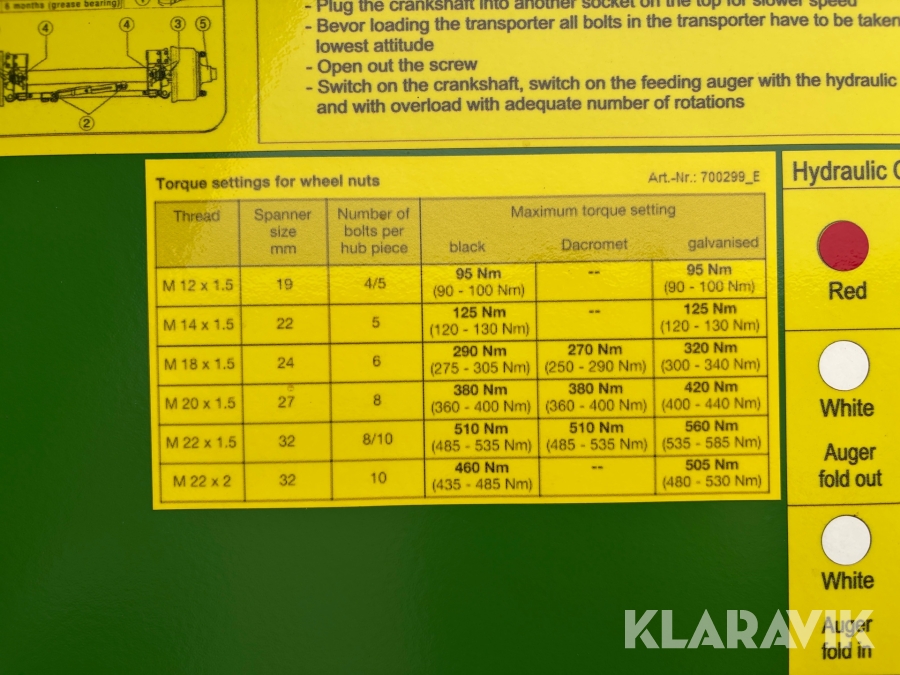 6 months (grease bearing)
④ ④ ③ ⑤
②
- Plug the crankshaft into another socket on the top for slower speed
- Bevor loading the transporter all bolts in the transporter have to be taken
lowest attitude
- Open out the screw
- Switch on the crankshaft, switch on the feeding auger with the hydraulic
and with overload with adequate number of rotations
Torque settings for wheel nuts Art.-Nr.: 700299_E
Thread Spanner size mm Number of bolts per hub piece Maximum torque setting
black Dacromet galvanised
M 12 x 1.5 19 4/5 95 Nm (90 - 100 Nm) -- 95 Nm (90 - 100 Nm)
M 14 x 1.5 22 5 125 Nm (120 - 130 Nm) -- 125 Nm (120 - 130 Nm)
M 18 x 1.5 24 6 290 Nm (275 - 305 Nm) 270 Nm (250 - 290 Nm) 320 Nm (300 - 340 Nm)
M 20 x 1.5 27 8 380 Nm (360 - 400 Nm) 380 Nm (360 - 400 Nm) 420 Nm (400 - 440 Nm)
M 22 x 1.5 32 8/10 510 Nm (485 - 535 Nm) 510 Nm (485 - 535 Nm) 560 Nm (535 - 585 Nm)
M 22 x 2 32 10 460 Nm (435 - 485 Nm) -- 505 Nm (480 - 530 Nm)
Hydraulic
Red
White
Auger
fold out
White
Auger
fold in
KLARAVIK